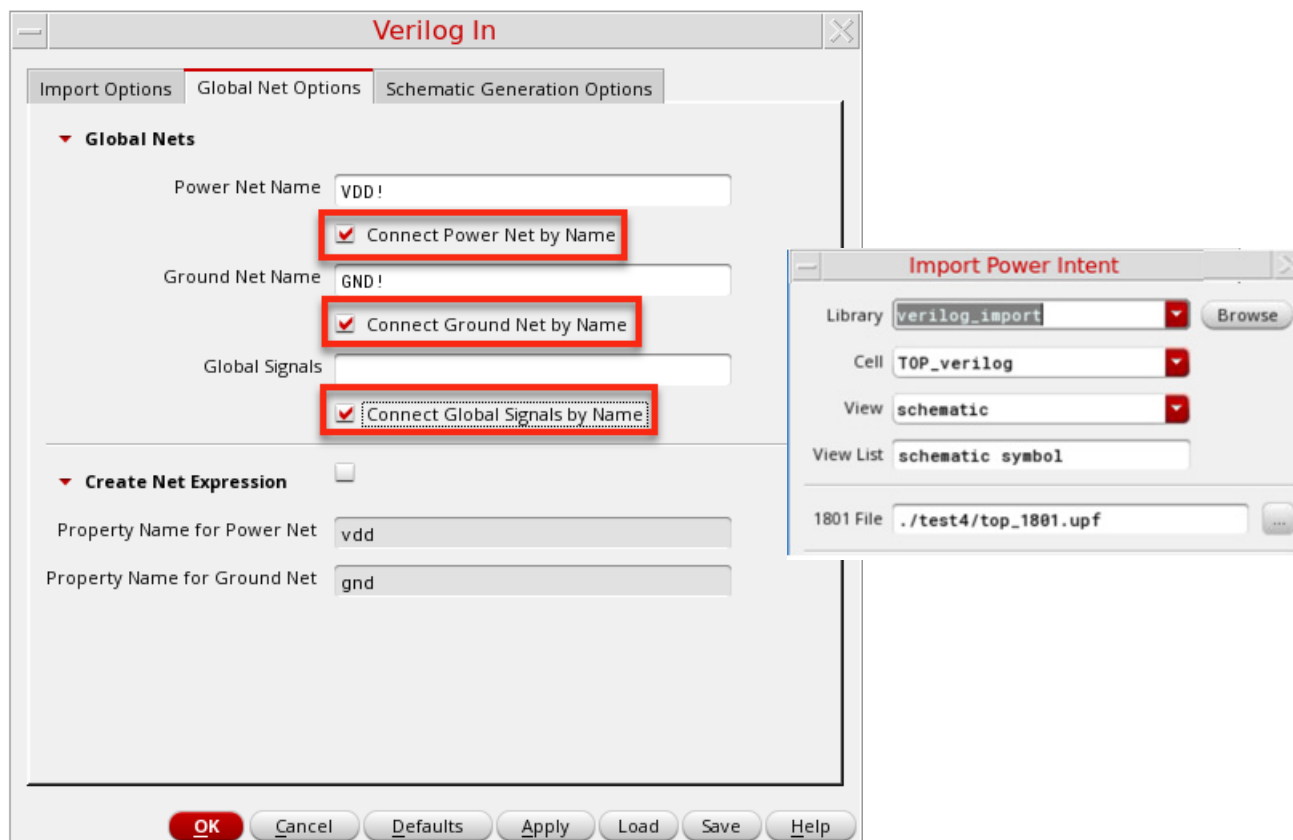 Verilog In
Import Options Global Net Options Schematic Generation Options
Global Nets
Power Net Name VDD!
Connect Power Net by Name
Ground Net Name GND!
Connect Ground Net by Name
Global Signals
Connect Global Signals by Name
Create Net Expression
Property Name for Power Net vdd
Property Name for Ground Net gnd
OK Cancel Defaults Apply Load Save Help
Import Power Intent
Library verilog_import Browse
Cell TOP_verilog
View schematic
View List schematic symbol
1801 File ./test4/top_1801.upf ...